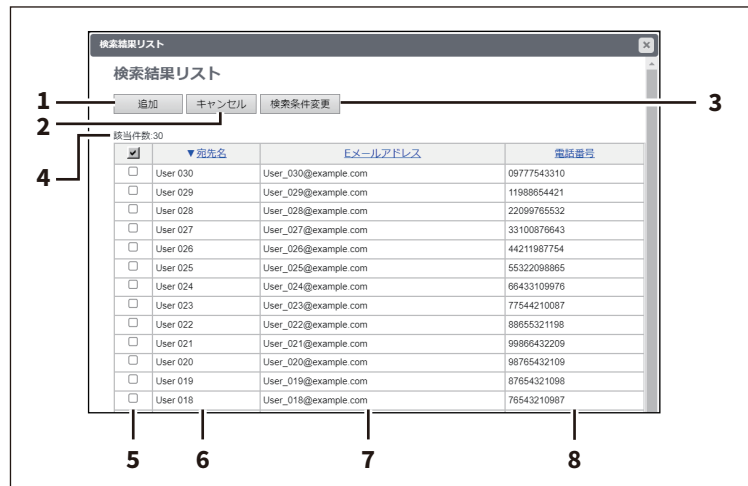 検索結果リスト
検索結果リスト
追加 キャンセル 検索条件変更
1
2
3
該当件数:30
4
▼宛先名 Eメールアドレス 電話番号
User 030 User_030@example.com 09777543310
User 029 User_029@example.com 11988654421
User 028 User_028@example.com 22099765532
User 027 User_027@example.com 33100876643
User 026 User_026@example.com 44211987754
User 025 User_025@example.com 55322098865
User 024 User_024@example.com 66433109976
User 023 User_023@example.com 77544210087
User 022 User_022@example.com 88655321198
User 021 User_021@example.com 99866432209
User 020 User_020@example.com 98765432109
User 019 User_019@example.com 87654321098
User 018 User_018@example.com 76543210987
5 6 7 8